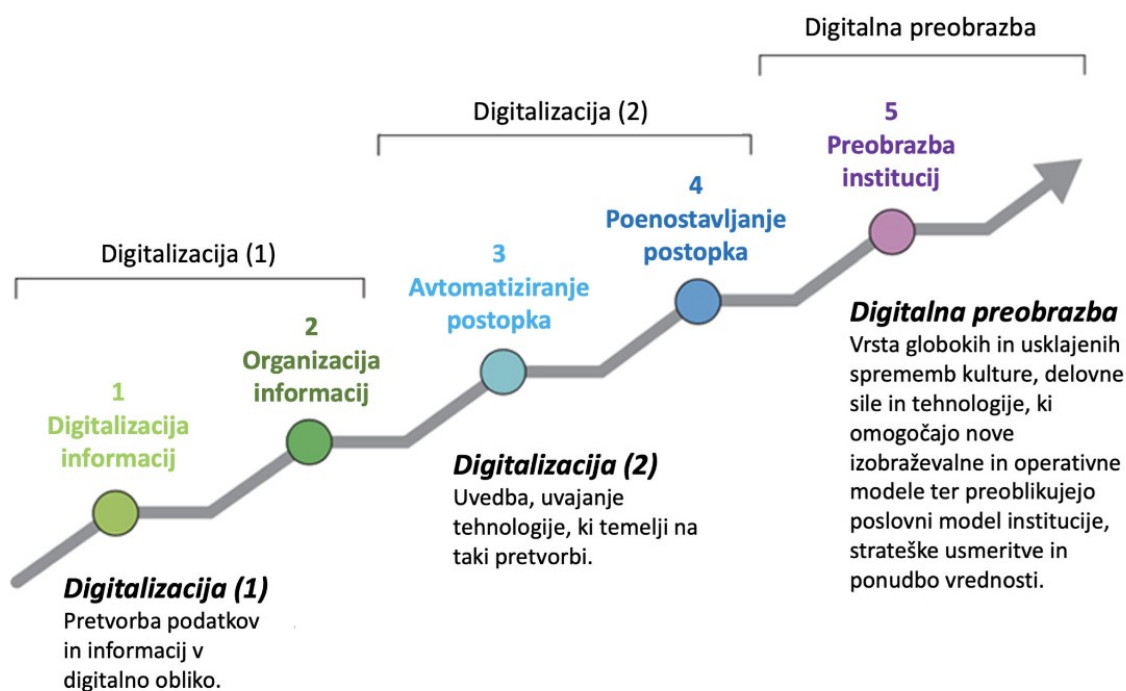 Digitalna preobrazba
Digitalizacija (2)
Digitalizacija (1)
1
Digitalizacija
informacij
2
Organizacija
informacij
3
Avtomatiziranje
postopka
4
Poenostavljanje
postopka
5
Preobrazba
institucij
Digitalizacija (1)
Pretvorba podatkov
in informacij v
digitalno obliko.
Digitalizacija (2)
Uvedba, uvajanje
tehnologije, ki temelji na
taki pretvorbi.
Digitalna preobrazba
Vrsta globokih in usklajenih
sprememb kulture, delovne
sile in tehnologije, ki
omogočajo nove
izobraževalne in operativne
modele ter preoblikujejo
poslovni model institucije,
strateške usmeritve in
ponudbo vrednosti.